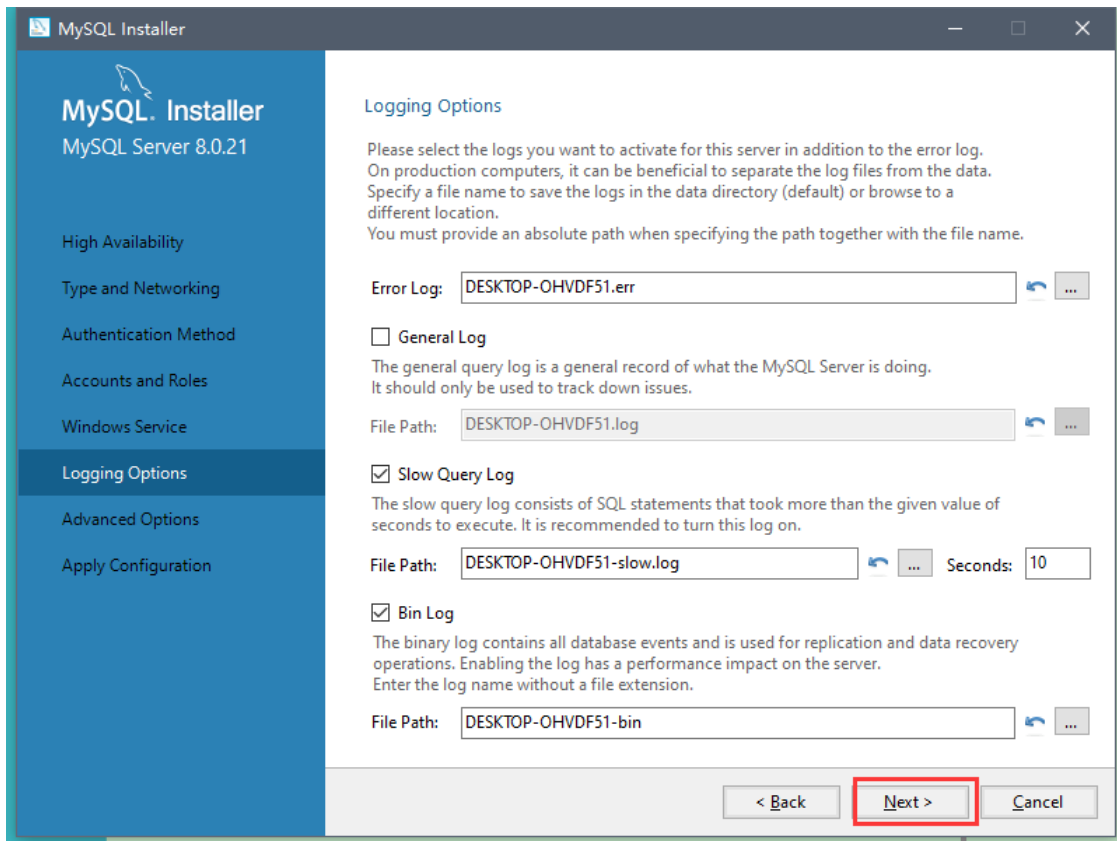 MySQL Installer
MySQL. Installer
MySQL Server 8.0.21
High Availability
Type and Networking
Authentication Method
Accounts and Roles
Windows Service
Logging Options
Advanced Options
Apply Configuration
Logging Options
Please select the logs you want to activate for this server in addition to the error log.
On production computers, it can be beneficial to separate the log files from the data.
Specify a file name to save the logs in the data directory (default) or browse to a
different location.
You must provide an absolute path when specifying the path together with the file name.
Error Log: DESKTOP-OHVDF51.err ...
General Log
The general query log is a general record of what the MySQL Server is doing.
It should only be used to track down issues.
File Path: DESKTOP-OHVDF51.log ...
Slow Query Log
The slow query log consists of SQL statements that took more than the given value of
seconds to execute. It is recommended to turn this log on.
File Path: DESKTOP-OHVDF51-slow.log ... Seconds: 10
Bin Log
The binary log contains all database events and is used for replication and data recovery
operations. Enabling the log has a performance impact on the server.
Enter the log name without a file extension.
File Path: DESKTOP-OHVDF51-bin ...
< Back Next > Cancel